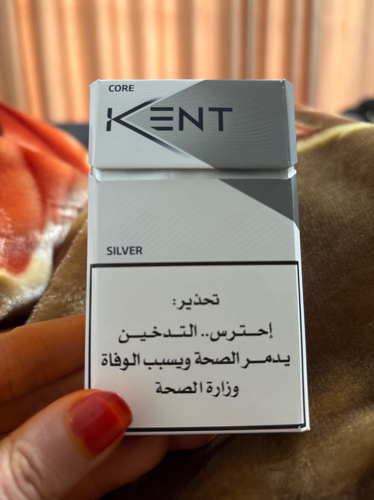 CORE
KENT
SILVER
تحذير:
إحترس.. التدخين
يدمر الصحة ويسبب الوفاة
وزارة الصحة